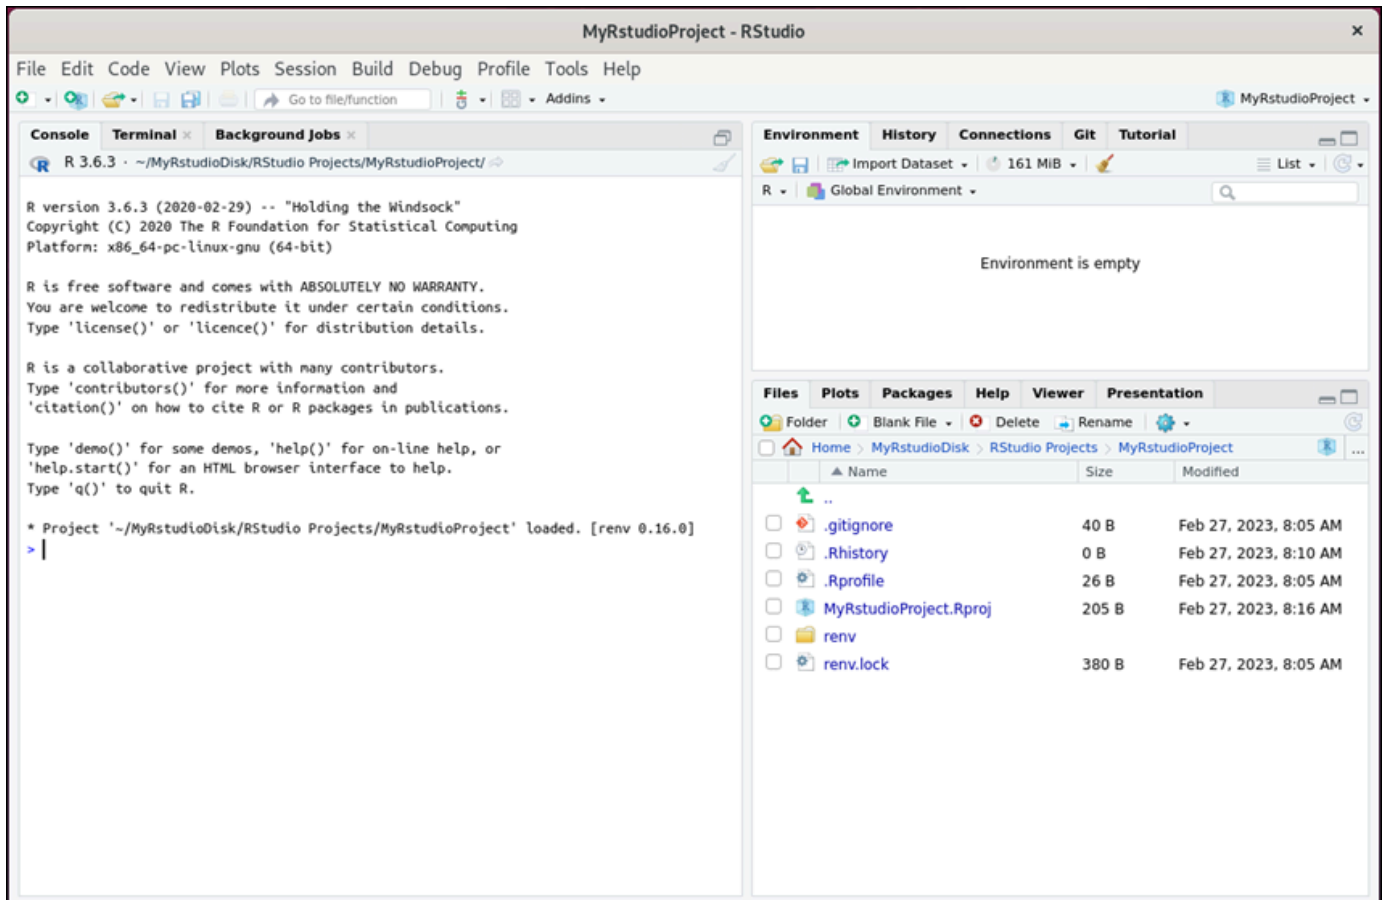 MyRstudioProject - RStudio
File Edit Code View Plots Session Build Debug Profile Tools Help
Go to file/function Addins MyRstudioProject
Console Terminal Background Jobs
R 3.6.3 · ~/MyRstudioDisk/RStudio Projects/MyRstudioProject/
R version 3.6.3 (2020-02-29) -- "Holding the Windsock"
Copyright (C) 2020 The R Foundation for Statistical Computing
Platform: x86_64-pc-linux-gnu (64-bit)
R is free software and comes with ABSOLUTELY NO WARRANTY.
You are welcome to redistribute it under certain conditions.
Type 'license()' or 'licence()' for distribution details.
R is a collaborative project with many contributors.
Type 'contributors()' for more information and
'citation()' on how to cite R or R packages in publications.
Type 'demo()' for some demos, 'help()' for on-line help, or
'help.start()' for an HTML browser interface to help.
Type 'q()' to quit R.
* Project '~/MyRstudioDisk/RStudio Projects/MyRstudioProject' loaded. [renv 0.16.0]
>
Environment History Connections Git Tutorial
Import Dataset 161 MiB List
R Global Environment
Environment is empty
Files Plots Packages Help Viewer Presentation
Folder Blank File Delete Rename
Home > MyRstudioDisk > RStudio Projects > MyRstudioProject ...
Name Size Modified
..
.gitignore 40 B Feb 27, 2023, 8:05 AM
.Rhistory 0 B Feb 27, 2023, 8:10 AM
.Rprofile 26 B Feb 27, 2023, 8:05 AM
MyRstudioProject.Rproj 205 B Feb 27, 2023, 8:16 AM
renv
renv.lock 380 B Feb 27, 2023, 8:05 AM